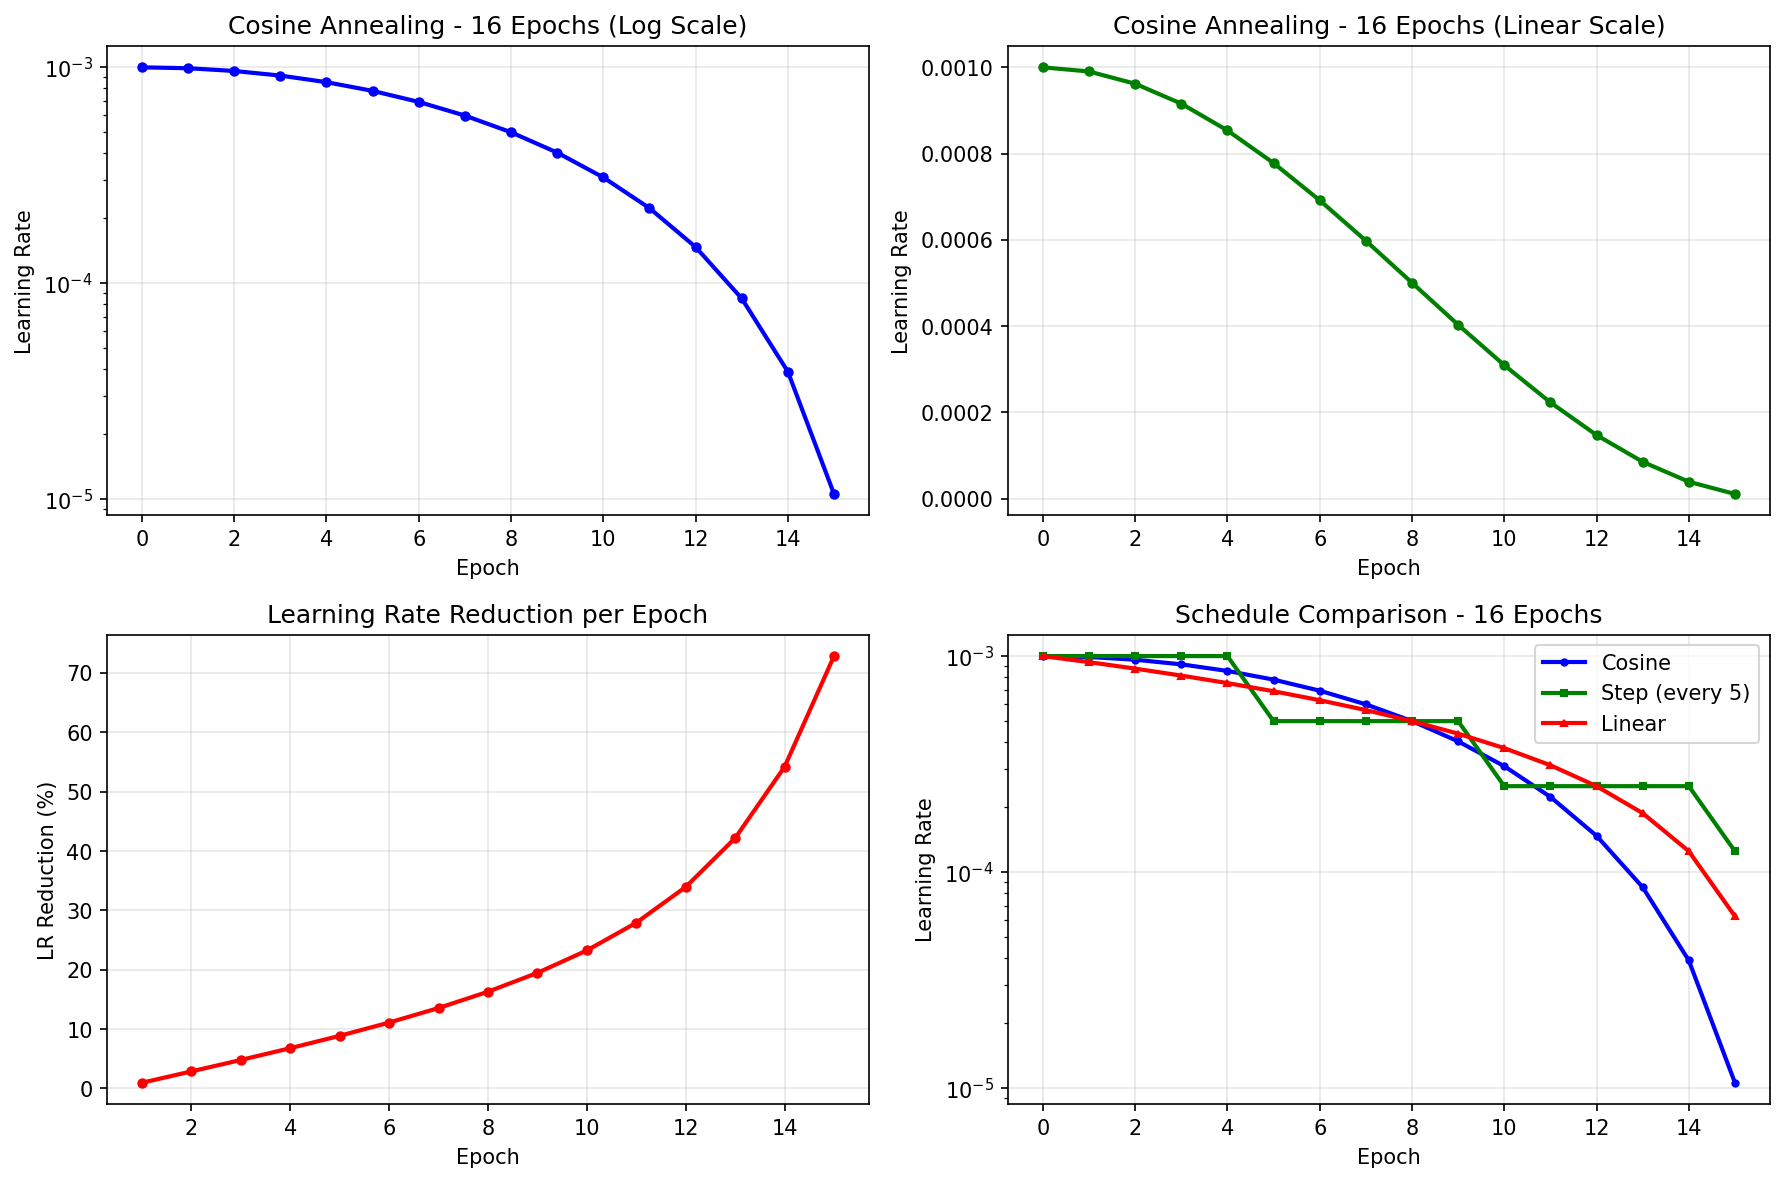 Cosine Annealing - 16 Epochs (Log Scale)
10⁻³
10⁻⁴
10⁻⁵
Learning Rate
0 2 4 6 8 10 12 14
Epoch
Cosine Annealing - 16 Epochs (Linear Scale)
0.0010
0.0008
0.0006
0.0004
0.0002
0.0000
Learning Rate
0 2 4 6 8 10 12 14
Epoch
Learning Rate Reduction per Epoch
70
60
50
40
30
20
10
0
LR Reduction (%)
2 4 6 8 10 12 14
Epoch
Schedule Comparison - 16 Epochs
10⁻³
10⁻⁴
10⁻⁵
Learning Rate
Cosine
Step (every 5)
Linear
0 2 4 6 8 10 12 14
Epoch